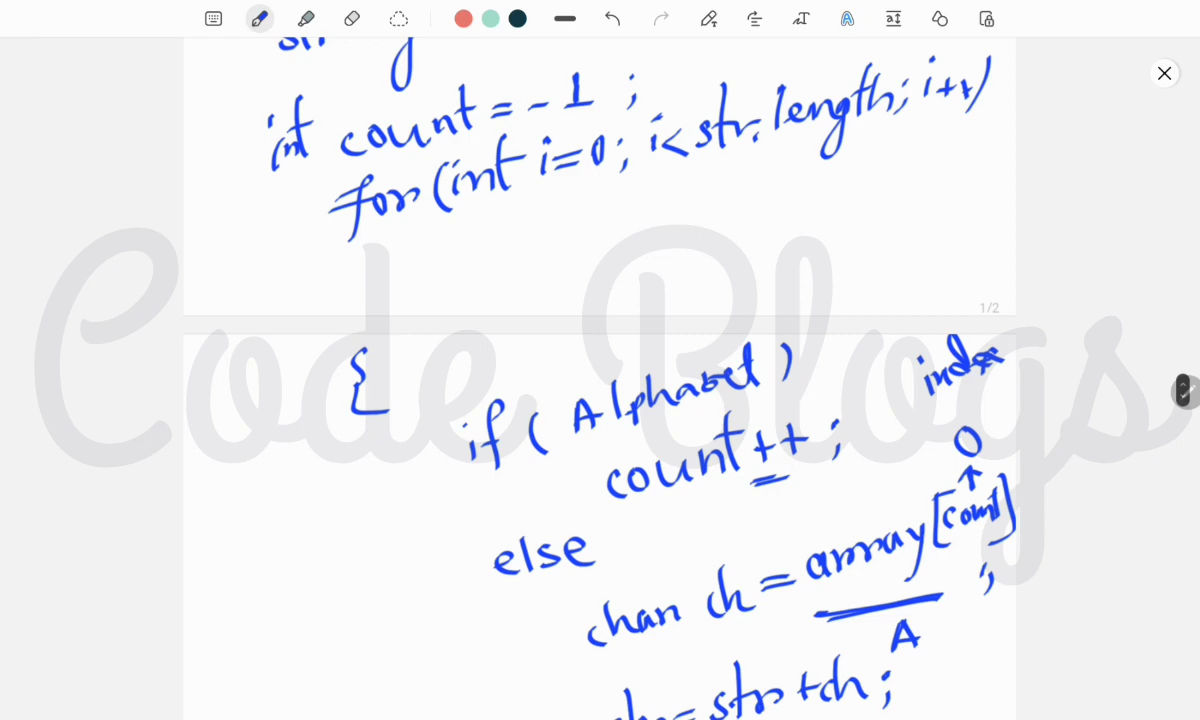 int count = -1 ;
for (int i=0; i< str.length; i++)
1/2
{
if ( Alphabet )
index
count++ ;
0
else
char ch = array[count] ;
A
= str + ch ;
Code Blogs